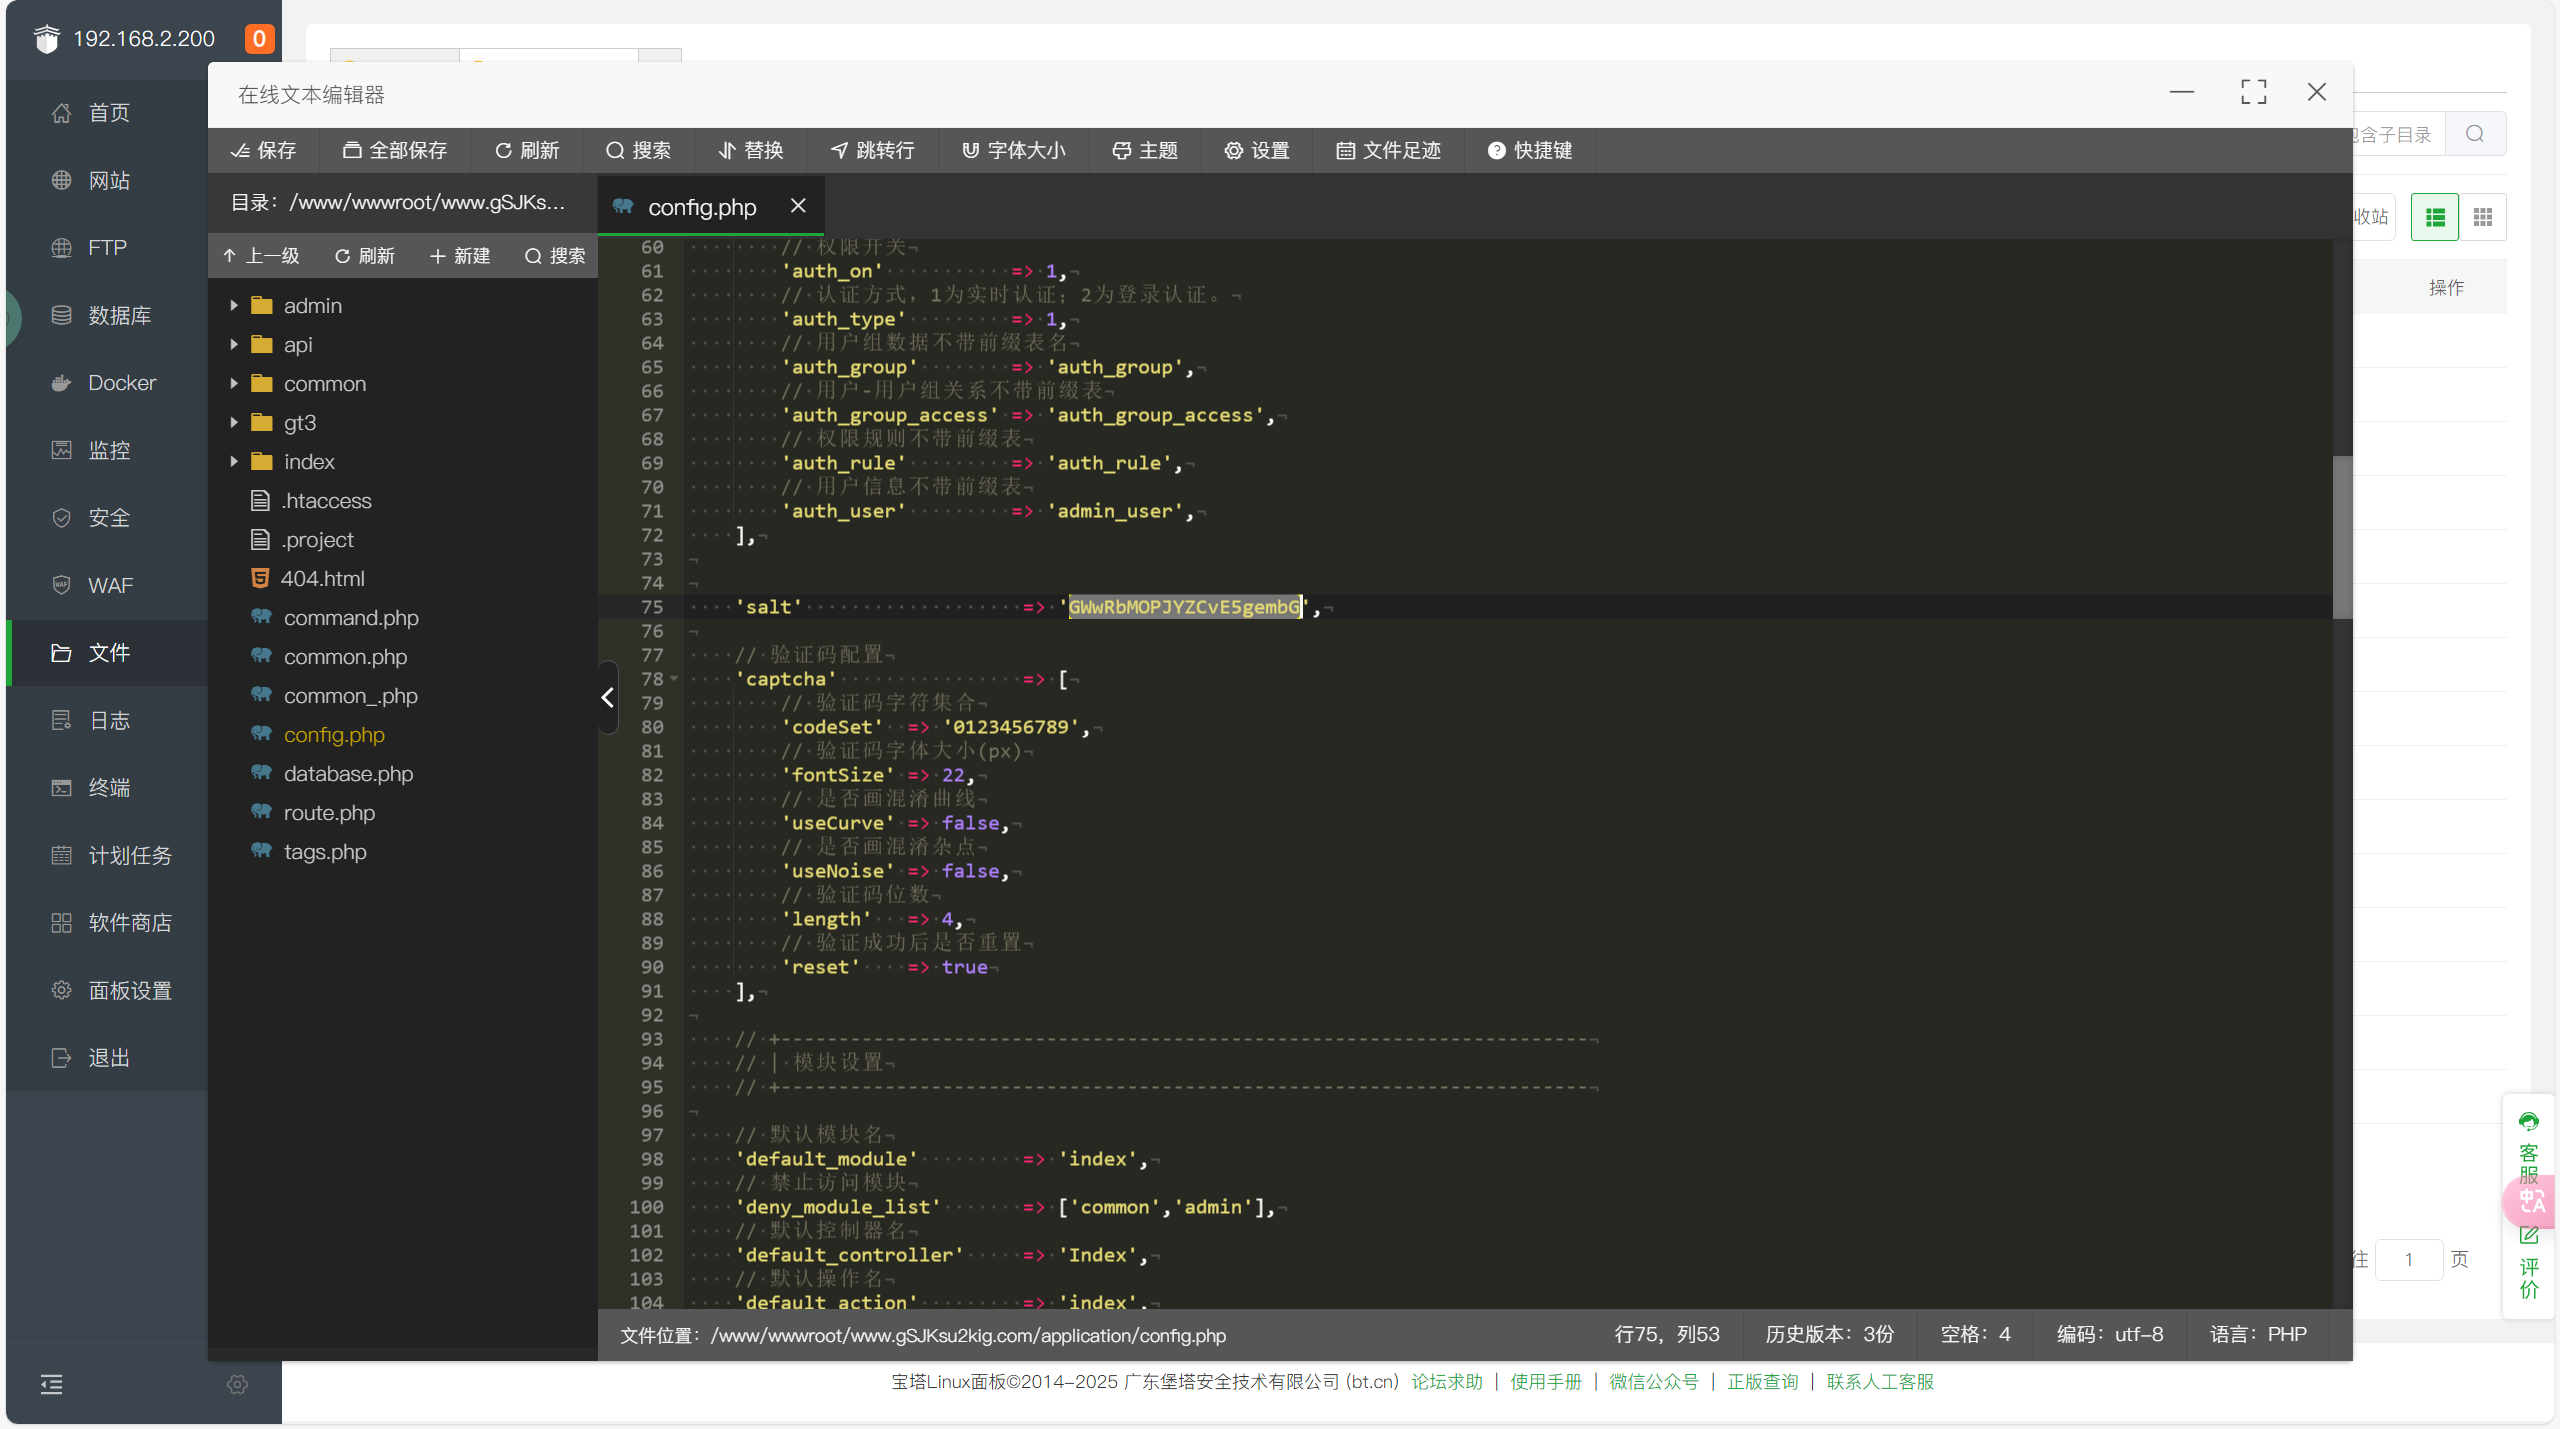 192.168.2.200 0
首页
网站
FTP
数据库
Docker
监控
安全
WAF
文件
日志
终端
计划任务
软件商店
面板设置
退出
在线文本编辑器
保存 全部保存 刷新 搜索 替换 跳转行 字体大小 主题 设置 文件足迹 快捷键
目录：/www/wwwroot/www.gSJKs...
上一级 刷新 新建 搜索
admin
api
common
gt3
index
.htaccess
.project
404.html
command.php
common.php
common_.php
config.php
database.php
route.php
tags.php
config.php
60 // 权限开关
61 'auth_on' => 1,
62 // 认证方式，1为实时认证；2为登录认证。
63 'auth_type' => 1,
64 // 用户组数据不带前缀表名
65 'auth_group' => 'auth_group',
66 // 用户-用户组关系不带前缀表
67 'auth_group_access' => 'auth_group_access',
68 // 权限规则不带前缀表
69 'auth_rule' => 'auth_rule',
70 // 用户信息不带前缀表
71 'auth_user' => 'admin_user',
72 ],
73
74
75 'salt' => 'GWwRbMOPJYZCvE5gembG',
76
77 // 验证码配置
78 'captcha' => [
79 // 验证码字符集合
80 'codeSet' => '0123456789',
81 // 验证码字体大小(px)
82 'fontSize' => 22,
83 // 是否画混淆曲线
84 'useCurve' => false,
85 // 是否画混淆杂点
86 'useNoise' => false,
87 // 验证码位数
88 'length' => 4,
89 // 验证成功后是否重置
90 'reset' => true
91 ],
92
93 // +----------------------------------------------------------------------
94 // | 模块设置
95 // +----------------------------------------------------------------------
96
97 // 默认模块名
98 'default_module' => 'index',
99 // 禁止访问模块
100 'deny_module_list' => ['common','admin'],
101 // 默认控制器名
102 'default_controller' => 'Index',
103 // 默认操作名
104 'default_action' => 'index',
文件位置：/www/wwwroot/www.gSJKsu2kig.com/application/config.php 行75，列53 历史版本：3份 空格：4 编码：utf-8 语言：PHP
含子目录
收站
操作
客服
评价
往 1 页
宝塔Linux面板©2014-2025 广东堡塔安全技术有限公司 (bt.cn) 论坛求助 | 使用手册 | 微信公众号 | 正版查询 | 联系人工客服